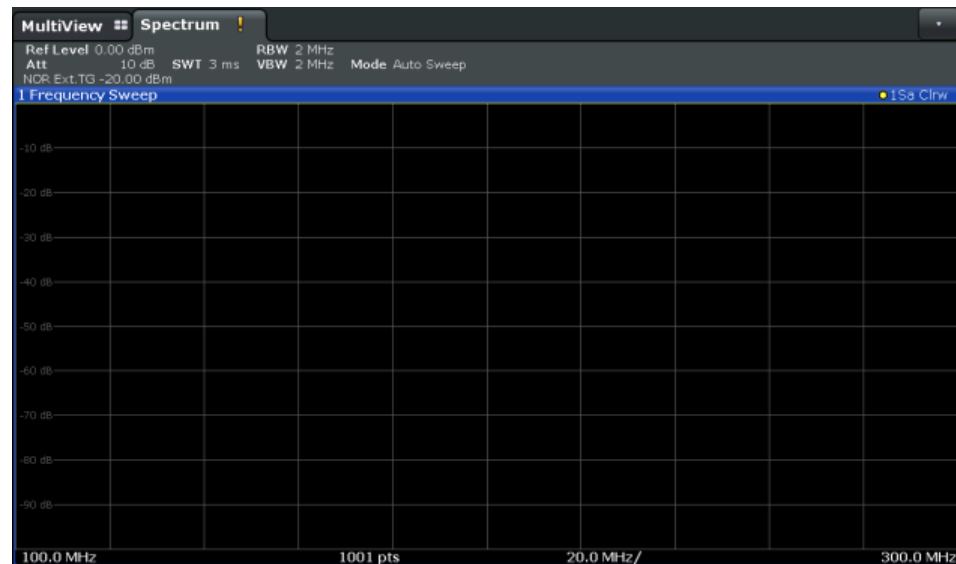 MultiView Spectrum !
Ref Level 0.00 dBm RBW 2 MHz
Att 10 dB SWT 3 ms VBW 2 MHz Mode Auto Sweep
NOR Ext.TG -20.00 dBm
1 Frequency Sweep 1Sa Clrw
-10 dB
-20 dB
-30 dB
-40 dB
-50 dB
-60 dB
-70 dB
-80 dB
-90 dB
100.0 MHz 1001 pts 20.0 MHz/ 300.0 MHz